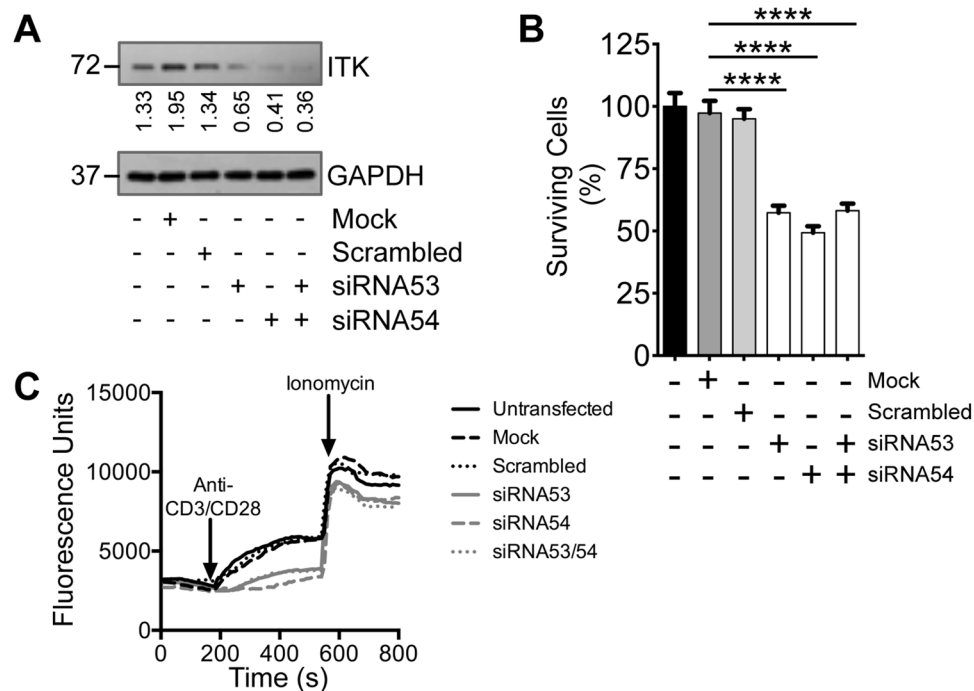 A
72
ITK
1.33 1.95 1.34 0.65 0.41 0.36
37
GAPDH
- + - - - - Mock
- - + - - - Scrambled
- - - + - + siRNA53
- - - - + + siRNA54
B
****
****
****
Surviving Cells
(%)
125
100
75
50
25
0
- + - - - - Mock
- - + - - - Scrambled
- - - + - + siRNA53
- - - - + + siRNA54
C
Fluorescence Units
15000
10000
5000
0
Anti-
CD3/CD28
Ionomycin
0 200 400 600 800
Time (s)
Untransfected
Mock
Scrambled
siRNA53
siRNA54
siRNA53/54